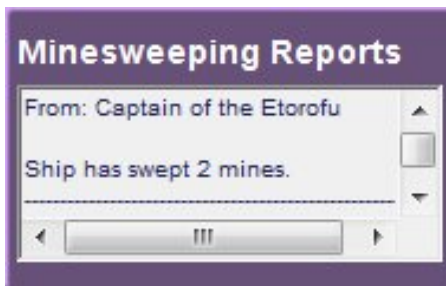 Minesweeping Reports
From: Captain of the Etorofu
Ship has swept 2 mines.